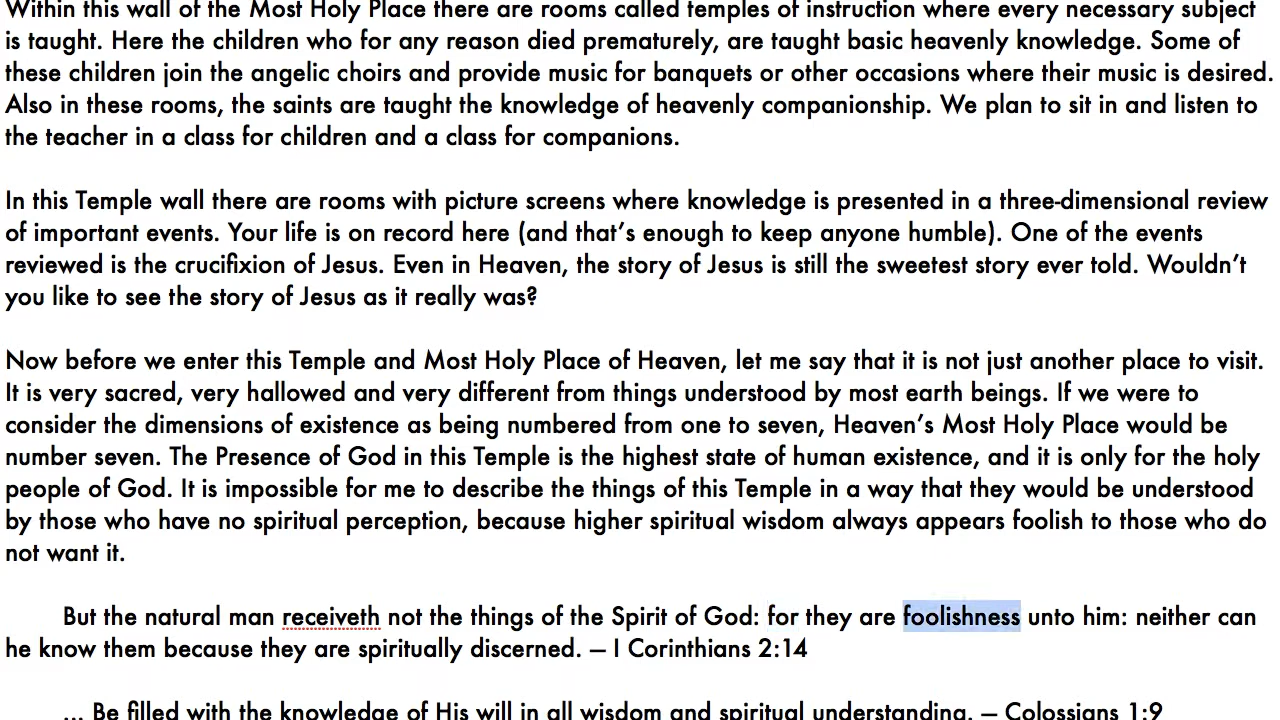 Within this wall of the Most Holy Place there are rooms called temples of instruction where every necessary subject
is taught. Here the children who for any reason died prematurely, are taught basic heavenly knowledge. Some of
these children join the angelic choirs and provide music for banquets or other occasions where their music is desired.
Also in these rooms, the saints are taught the knowledge of heavenly companionship. We plan to sit in and listen to
the teacher in a class for children and a class for companions.
In this Temple wall there are rooms with picture screens where knowledge is presented in a three-dimensional review
of important events. Your life is on record here (and that’s enough to keep anyone humble). One of the events
reviewed is the crucifixion of Jesus. Even in Heaven, the story of Jesus is still the sweetest story ever told. Wouldn’t
you like to see the story of Jesus as it really was?
Now before we enter this Temple and Most Holy Place of Heaven, let me say that it is not just another place to visit.
It is very sacred, very hallowed and very different from things understood by most earth beings. If we were to
consider the dimensions of existence as being numbered from one to seven, Heaven’s Most Holy Place would be
number seven. The Presence of God in this Temple is the highest state of human existence, and it is only for the holy
people of God. It is impossible for me to describe the things of this Temple in a way that they would be understood
by those who have no spiritual perception, because higher spiritual wisdom always appears foolish to those who do
not want it.
But the natural man receiveth not the things of the Spirit of God: for they are foolishness unto him: neither can
he know them because they are spiritually discerned. — I Corinthians 2:14
... Be filled with the knowledge of His will in all wisdom and spiritual understanding. — Colossians 1:9